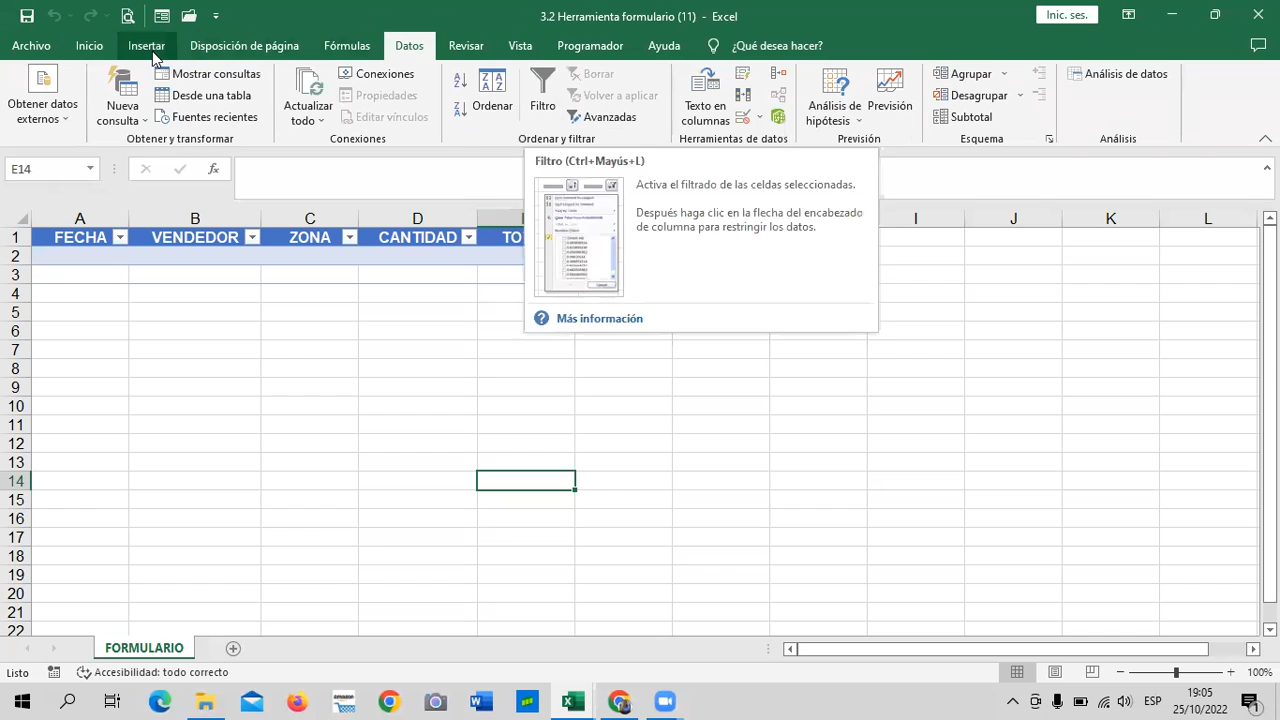 3.2 Herramienta formulario (11) - Excel
Inic. ses.
Archivo Inicio Insertar Disposición de página Fórmulas Datos Revisar Vista Programador Ayuda ¿Qué desea hacer?
Obtener datos externos
Nueva consulta
Mostrar consultas
Desde una tabla
Fuentes recientes
Obtener y transformar
Actualizar todo
Conexiones
Propiedades
Editar vínculos
Conexiones
Ordenar
Filtro
Borrar
Volver a aplicar
Avanzadas
Ordenar y filtrar
Texto en columnas
Herramientas de datos
Análisis de hipótesis
Previsión
Previsión
Agrupar
Desagrupar
Subtotal
Esquema
Análisis de datos
Análisis
E14
fx
Filtro (Ctrl+Mayús+L)
Activa el filtrado de las celdas seleccionadas.
Después haga clic en la flecha del encabezado
de columna para restringir los datos.
Más información
A B D K L
1 CHA VENDEDO CANTIDAD TO
2
3
4
5
6
7
8
9
10
11
12
13
14
15
16
17
18
19
20
21
22
FORMULARIO
Listo Accesibilidad: todo correcto 100%
ESP 19:05
25/10/2022